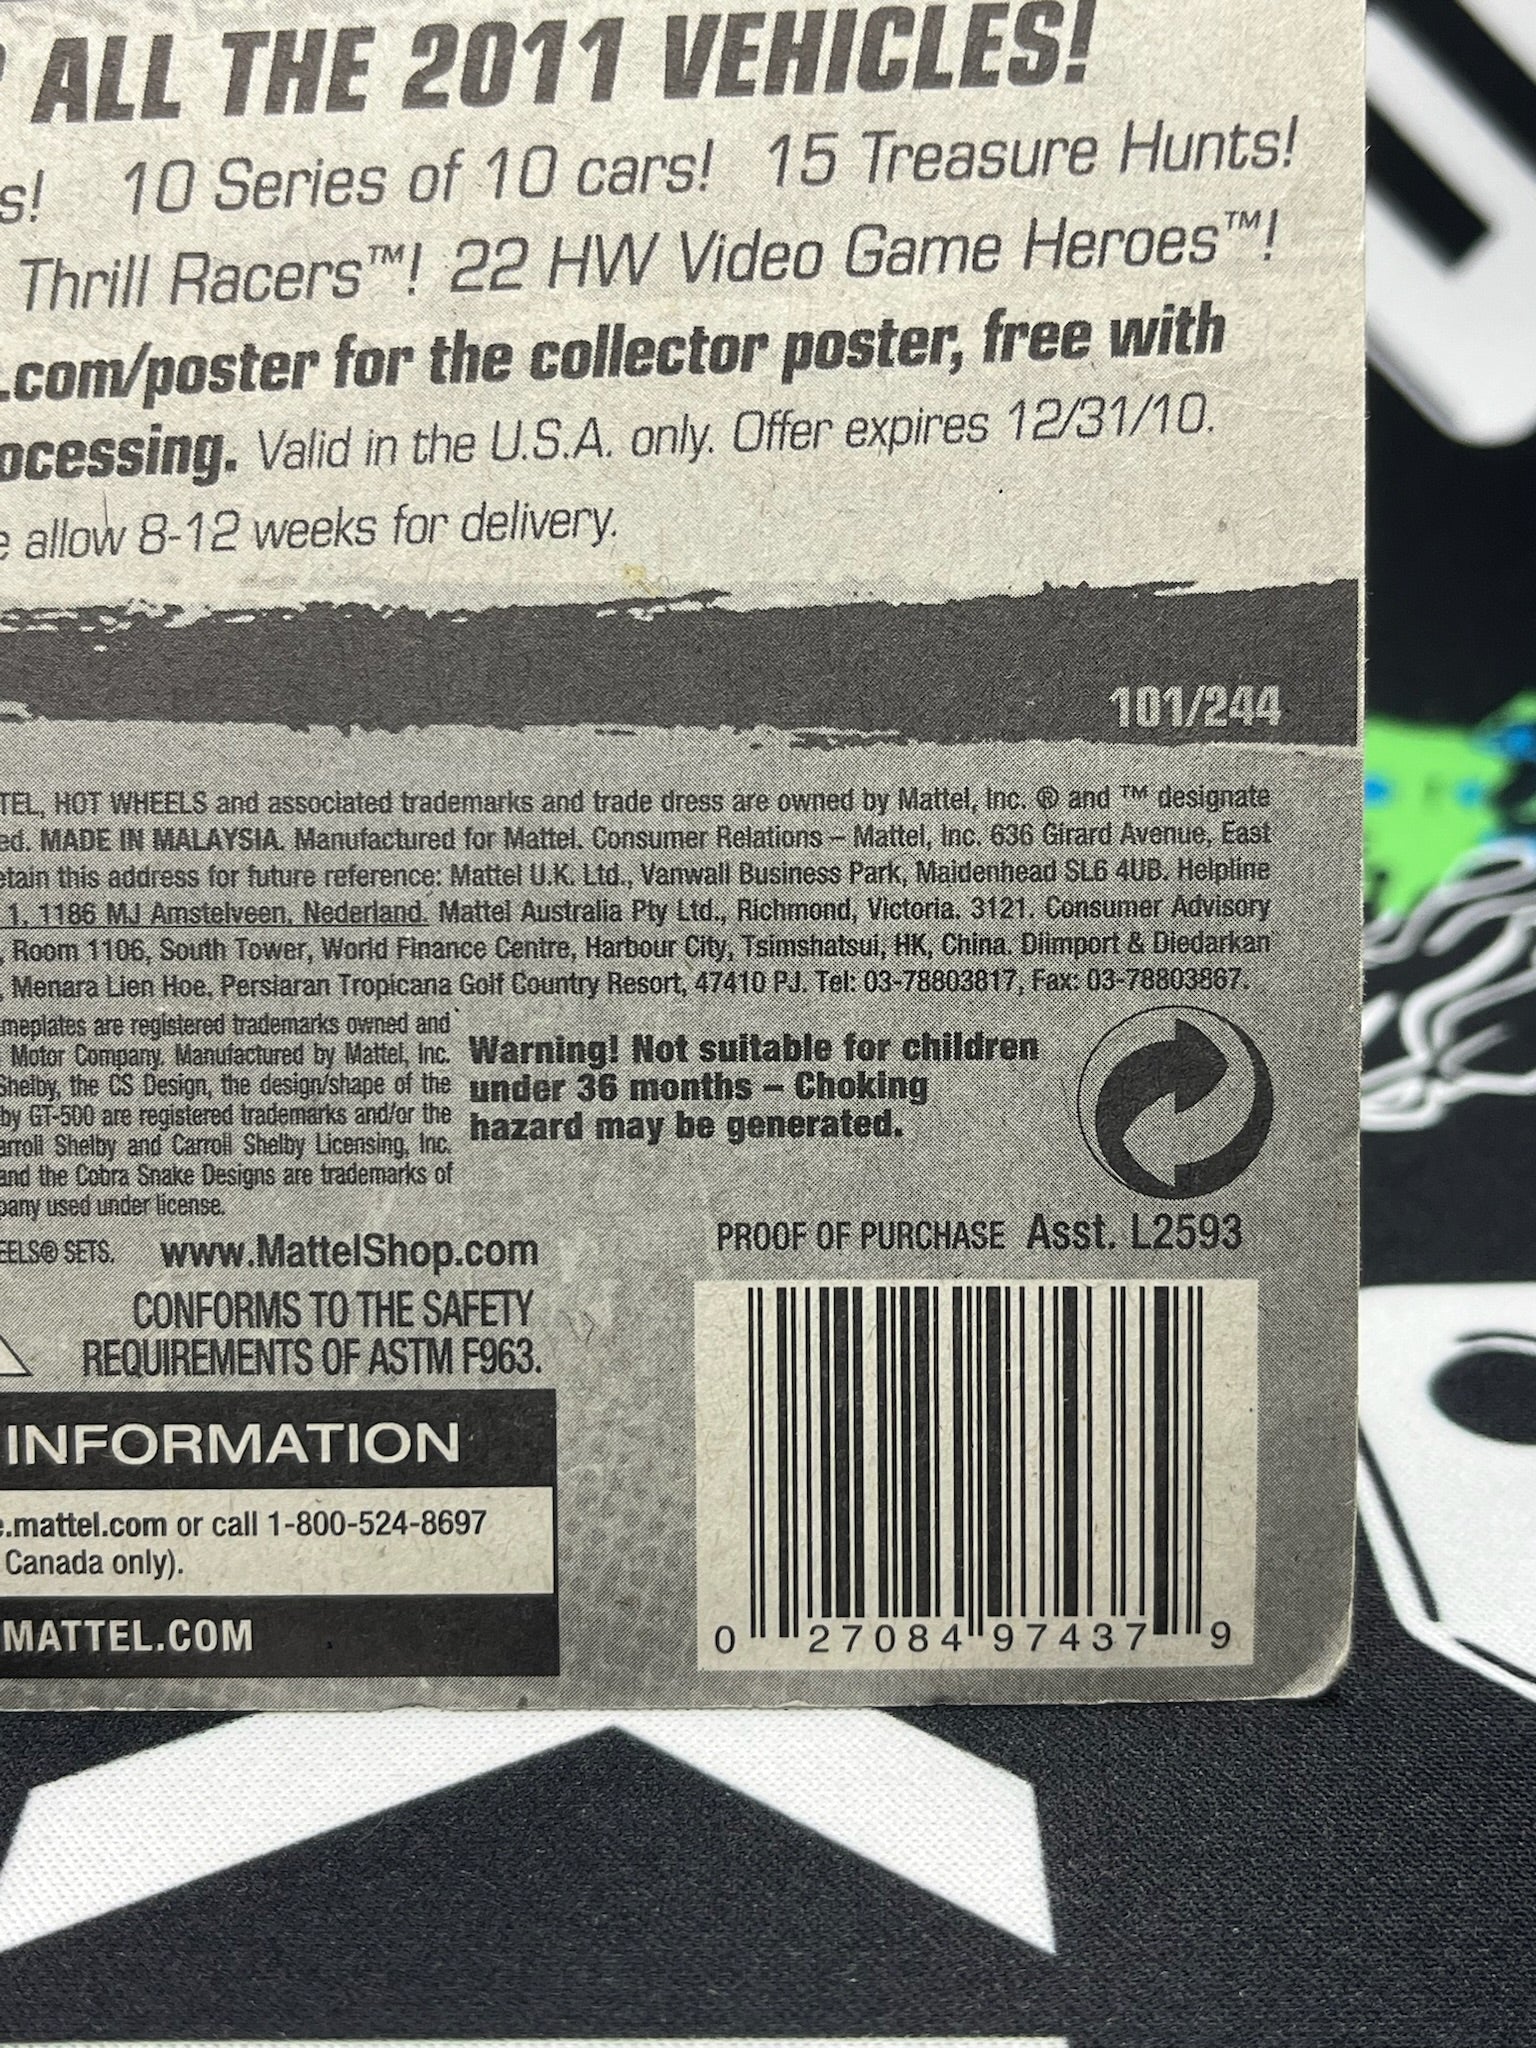 ALL THE 2011 VEHICLES!
s! 10 Series of 10 cars! 15 Treasure Hunts!
Thrill Racers™! 22 HW Video Game Heroes™!
.com/poster for the collector poster, free with
ocessing. Valid in the U.S.A. only. Offer expires 12/31/10.
e allow 8-12 weeks for delivery.
101/244
TEL, HOT WHEELS and associated trademarks and trade dress are owned by Mattel, Inc. ® and ™ designate
ed. MADE IN MALAYSIA. Manufactured for Mattel. Consumer Relations – Mattel, Inc. 636 Girard Avenue, East
etain this address for future reference: Mattel U.K. Ltd., Vanwall Business Park, Maidenhead SL6 4UB. Helpline
1, 1186 MJ Amstelveen, Nederland. Mattel Australia Pty Ltd., Richmond, Victoria. 3121. Consumer Advisory
, Room 1106, South Tower, World Finance Centre, Harbour City, Tsimshatsui, HK, China. Diimport & Diedarkan
, Menara Lien Hoe, Persiaran Tropicana Golf Country Resort, 47410 PJ. Tel: 03-78803817, Fax: 03-78803867.
meplates are registered trademarks owned and
Motor Company. Manufactured by Mattel, Inc.
Shelby, the CS Design, the design/shape of the
by GT-500 are registered trademarks and/or the
arroll Shelby and Carroll Shelby Licensing, Inc.
and the Cobra Snake Designs are trademarks of
pany used under license.
Warning! Not suitable for children
under 36 months – Choking
hazard may be generated.
EELS® SETS. www.MattelShop.com
CONFORMS TO THE SAFETY
REQUIREMENTS OF ASTM F963.
PROOF OF PURCHASE Asst. L2593
INFORMATION
e.mattel.com or call 1-800-524-8697
Canada only).
MATTEL.COM
0 27084 97437 9